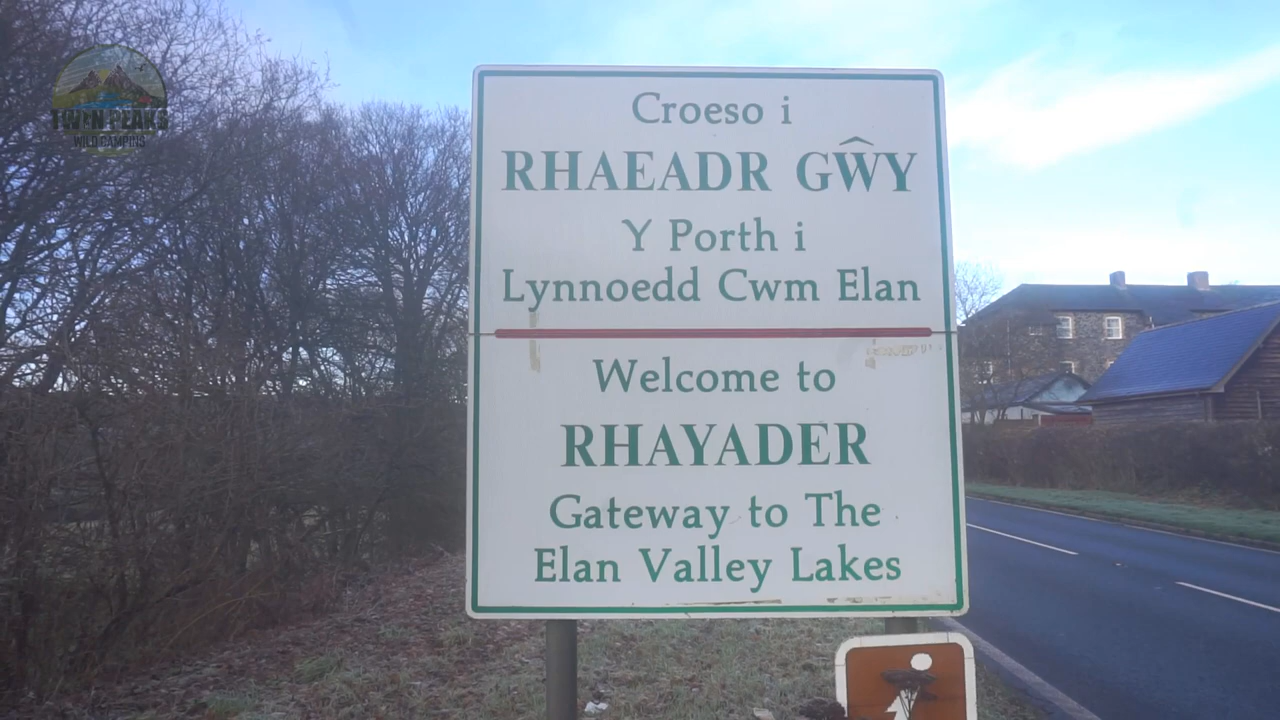 TWIN PEAKS
WILD CAMPING
Croeso i
RHAEADR GŴY
Y Porth i
Lynnoedd Cwm Elan
Welcome to
RHAYADER
Gateway to The
Elan Valley Lakes